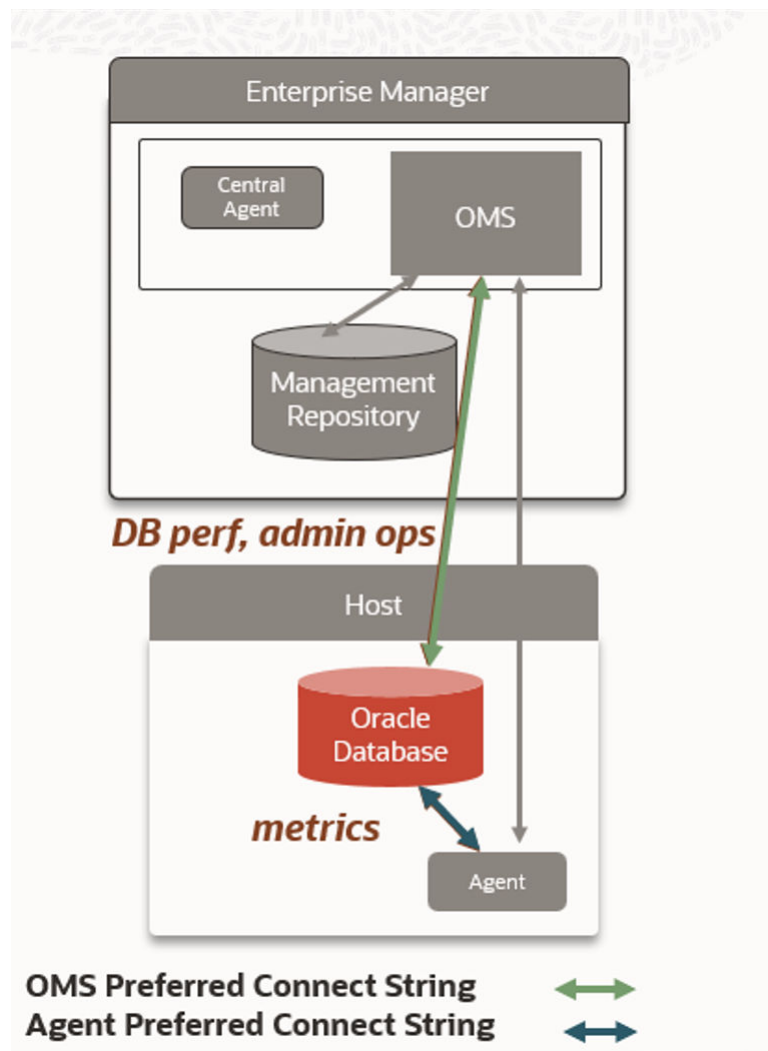 Enterprise Manager
Central
Agent
OMS
Management
Repository
DB perf, admin ops
Host
Oracle
Database
metrics
Agent
OMS Preferred Connect String
Agent Preferred Connect String